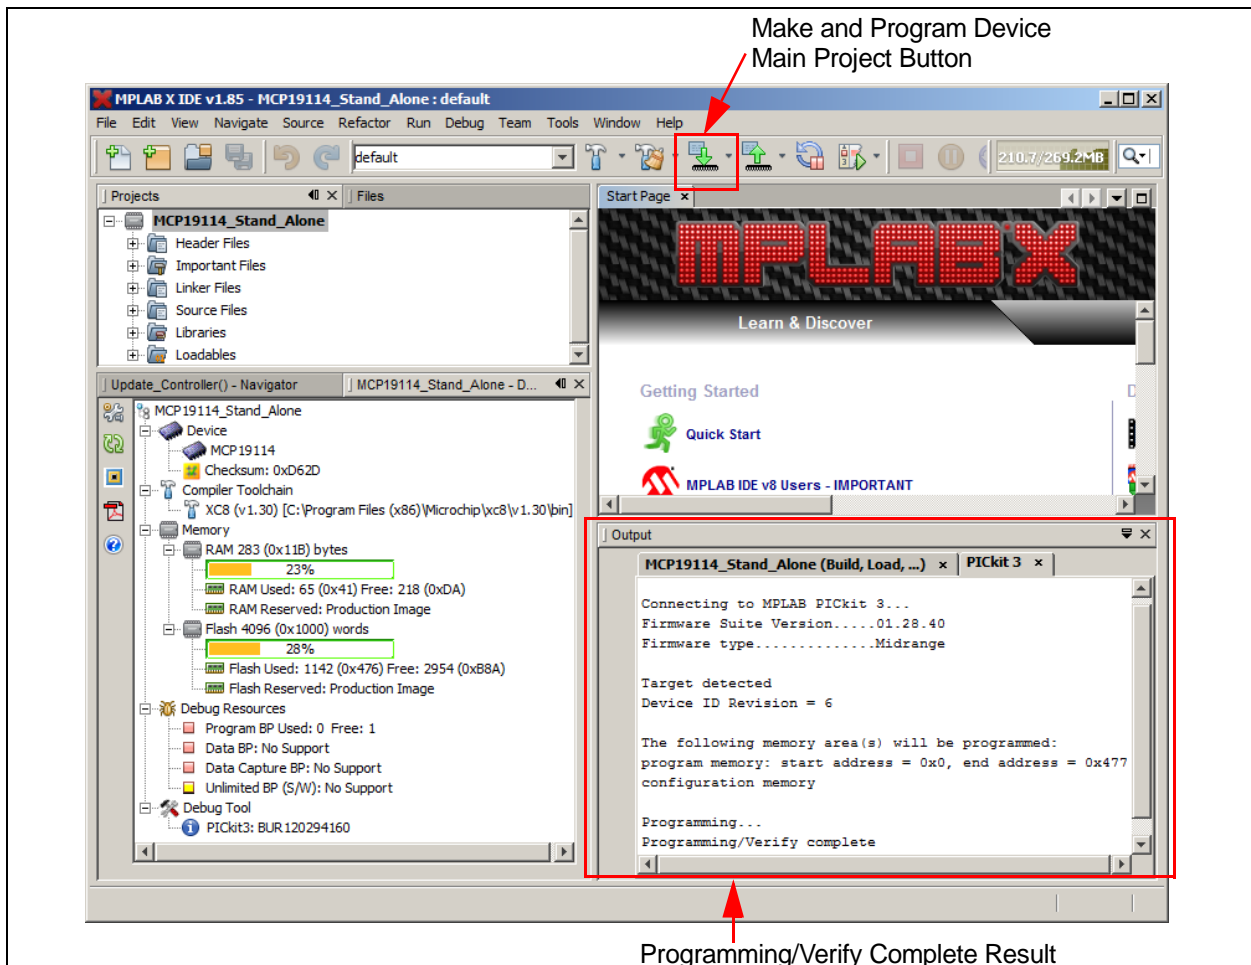 Make and Program Device
Main Project Button
MPLAB X IDE v1.85 - MCP19114_Stand_Alone : default
File Edit View Navigate Source Refactor Run Debug Team Tools Window Help
default
210.7/269.2MB
Projects
Files
Start Page
MCP19114_Stand_Alone
Header Files
Important Files
Linker Files
Source Files
Libraries
Loadables
MPLAB X
Learn & Discover
Getting Started
D
Quick Start
MPLAB IDE v8 Users - IMPORTANT
Update_Controller() - Navigator
MCP19114_Stand_Alone - D...
MCP19114_Stand_Alone
Device
MCP19114
Checksum: 0xD62D
Compiler Toolchain
XC8 (v1.30) [C:\Program Files (x86)\Microchip\xc8\v1.30\bin]
Memory
RAM 283 (0x11B) bytes
23%
RAM Used: 65 (0x41) Free: 218 (0xDA)
RAM Reserved: Production Image
Flash 4096 (0x1000) words
28%
Flash Used: 1142 (0x476) Free: 2954 (0xB8A)
Flash Reserved: Production Image
Debug Resources
Program BP Used: 0 Free: 1
Data BP: No Support
Data Capture BP: No Support
Unlimited BP (S/W): No Support
Debug Tool
PICkit3: BUR120294160
Output
MCP19114_Stand_Alone (Build, Load, ...)
PICkit 3
Connecting to MPLAB PICkit 3...
Firmware Suite Version.....01.28.40
Firmware type..............Midrange
Target detected
Device ID Revision = 6
The following memory area(s) will be programmed:
program memory: start address = 0x0, end address = 0x477
configuration memory
Programming...
Programming/Verify complete
Programming/Verify Complete Result